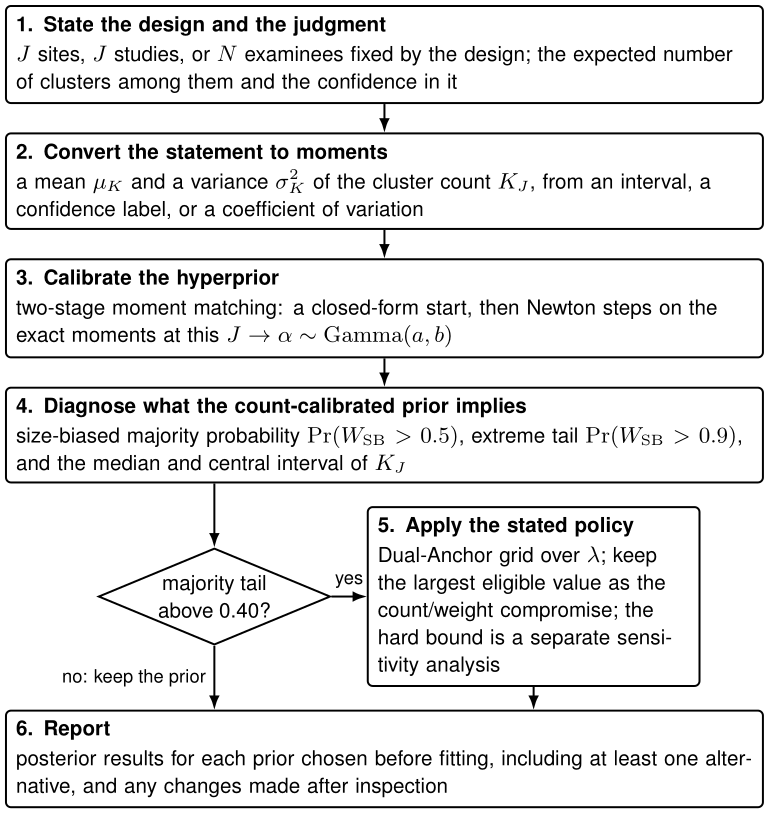 1. State the design and the judgment
J sites, J studies, or N examinees fixed by the design; the expected number
of clusters among them and the confidence in it
2. Convert the statement to moments
a mean μ_K and a variance σ²_K of the cluster count K_J, from an interval, a
confidence label, or a coefficient of variation
3. Calibrate the hyperprior
two-stage moment matching: a closed-form start, then Newton steps on the
exact moments at this J → α ∼ Gamma(a, b)
4. Diagnose what the count-calibrated prior implies
size-biased majority probability Pr(W_SB > 0.5), extreme tail Pr(W_SB > 0.9),
and the median and central interval of K_J
majority tail
above 0.40?
yes
no: keep the prior
5. Apply the stated policy
Dual-Anchor grid over λ; keep
the largest eligible value as the
count/weight compromise; the
hard bound is a separate sensi-
tivity analysis
6. Report
posterior results for each prior chosen before fitting, including at least one alter-
native, and any changes made after inspection